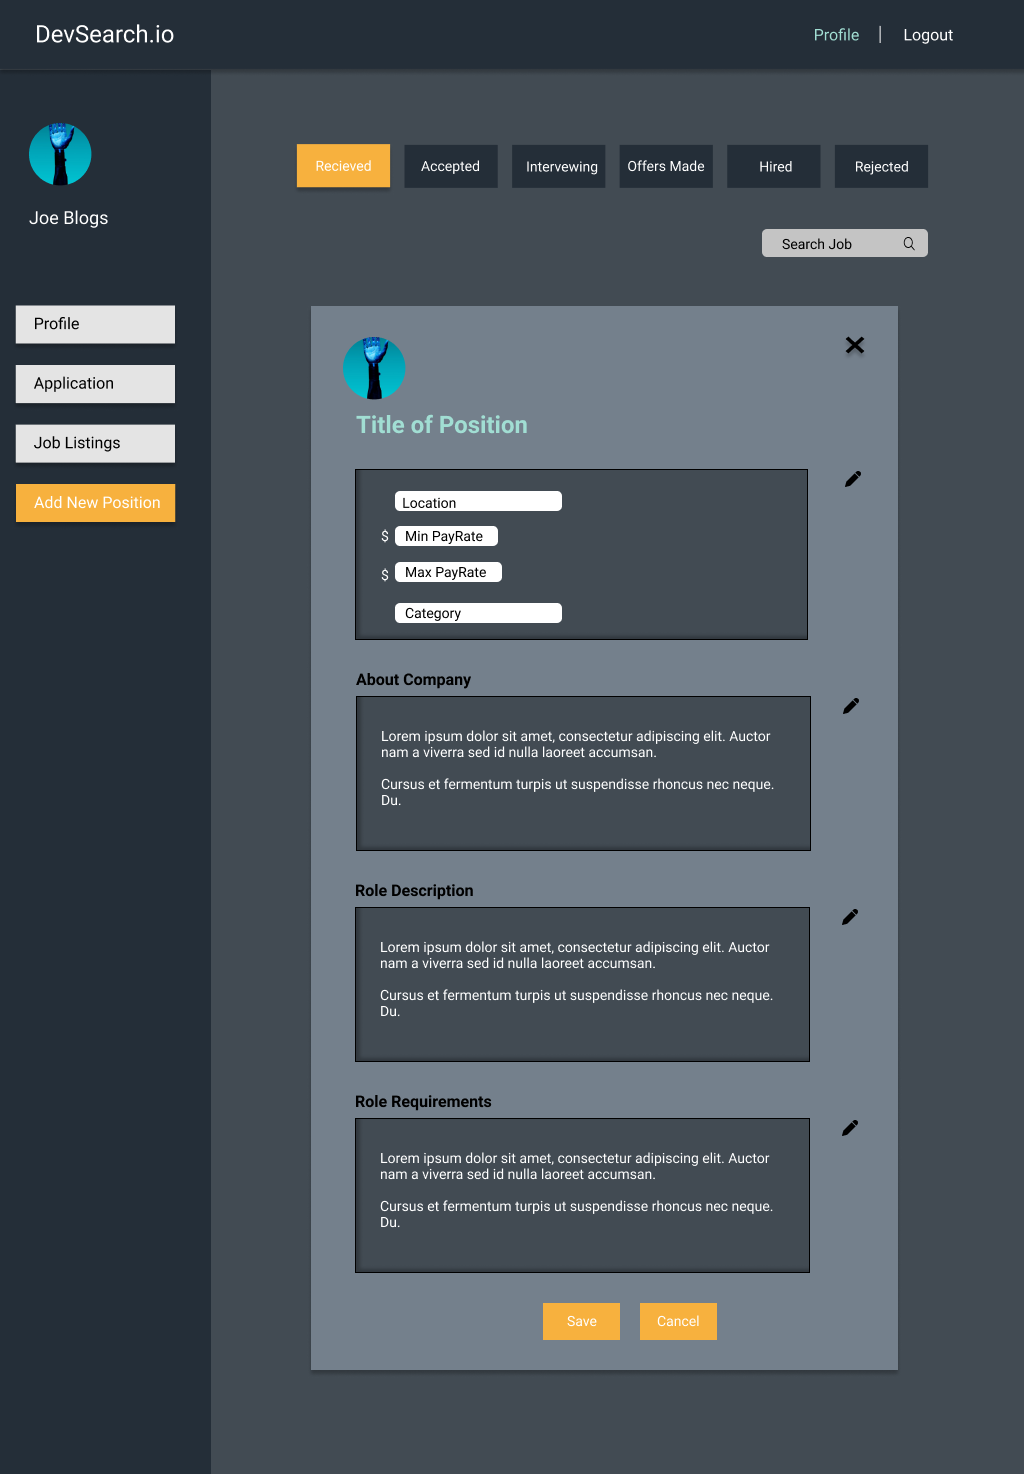 DevSearch.io
Profile | Logout
Joe Blogs
Profile
Application
Job Listings
Add New Position
Recieved
Accepted
Intervewing
Offers Made
Hired
Rejected
Search Job
Title of Position
Location
$ Min PayRate
$ Max PayRate
Category
About Company
Lorem ipsum dolor sit amet, consectetur adipiscing elit. Auctor
nam a viverra sed id nulla laoreet accumsan.
Cursus et fermentum turpis ut suspendisse rhoncus nec neque.
Du.
Role Description
Lorem ipsum dolor sit amet, consectetur adipiscing elit. Auctor
nam a viverra sed id nulla laoreet accumsan.
Cursus et fermentum turpis ut suspendisse rhoncus nec neque.
Du.
Role Requirements
Lorem ipsum dolor sit amet, consectetur adipiscing elit. Auctor
nam a viverra sed id nulla laoreet accumsan.
Cursus et fermentum turpis ut suspendisse rhoncus nec neque.
Du.
Save
Cancel